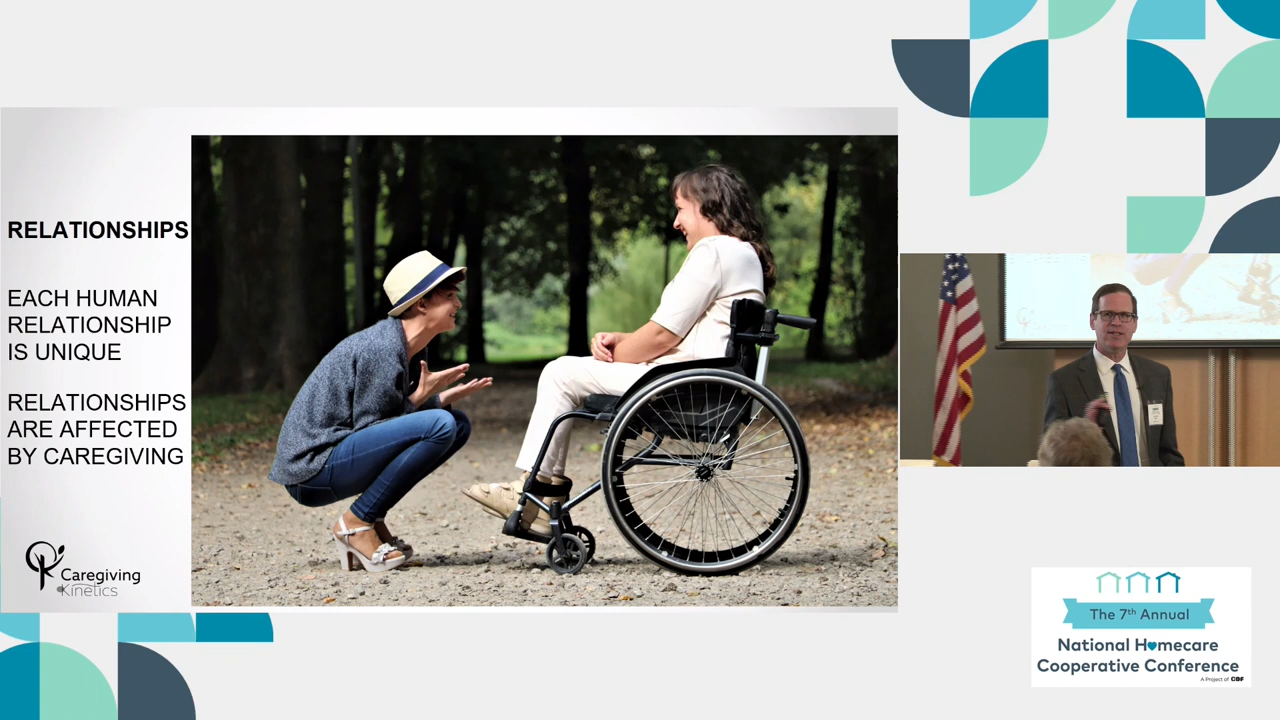 RELATIONSHIPS
EACH HUMAN
RELATIONSHIP
IS UNIQUE
RELATIONSHIPS
ARE AFFECTED
BY CAREGIVING
Caregiving
Kinetics
The 7th Annual
National Homecare
Cooperative Conference
A Project of CDF